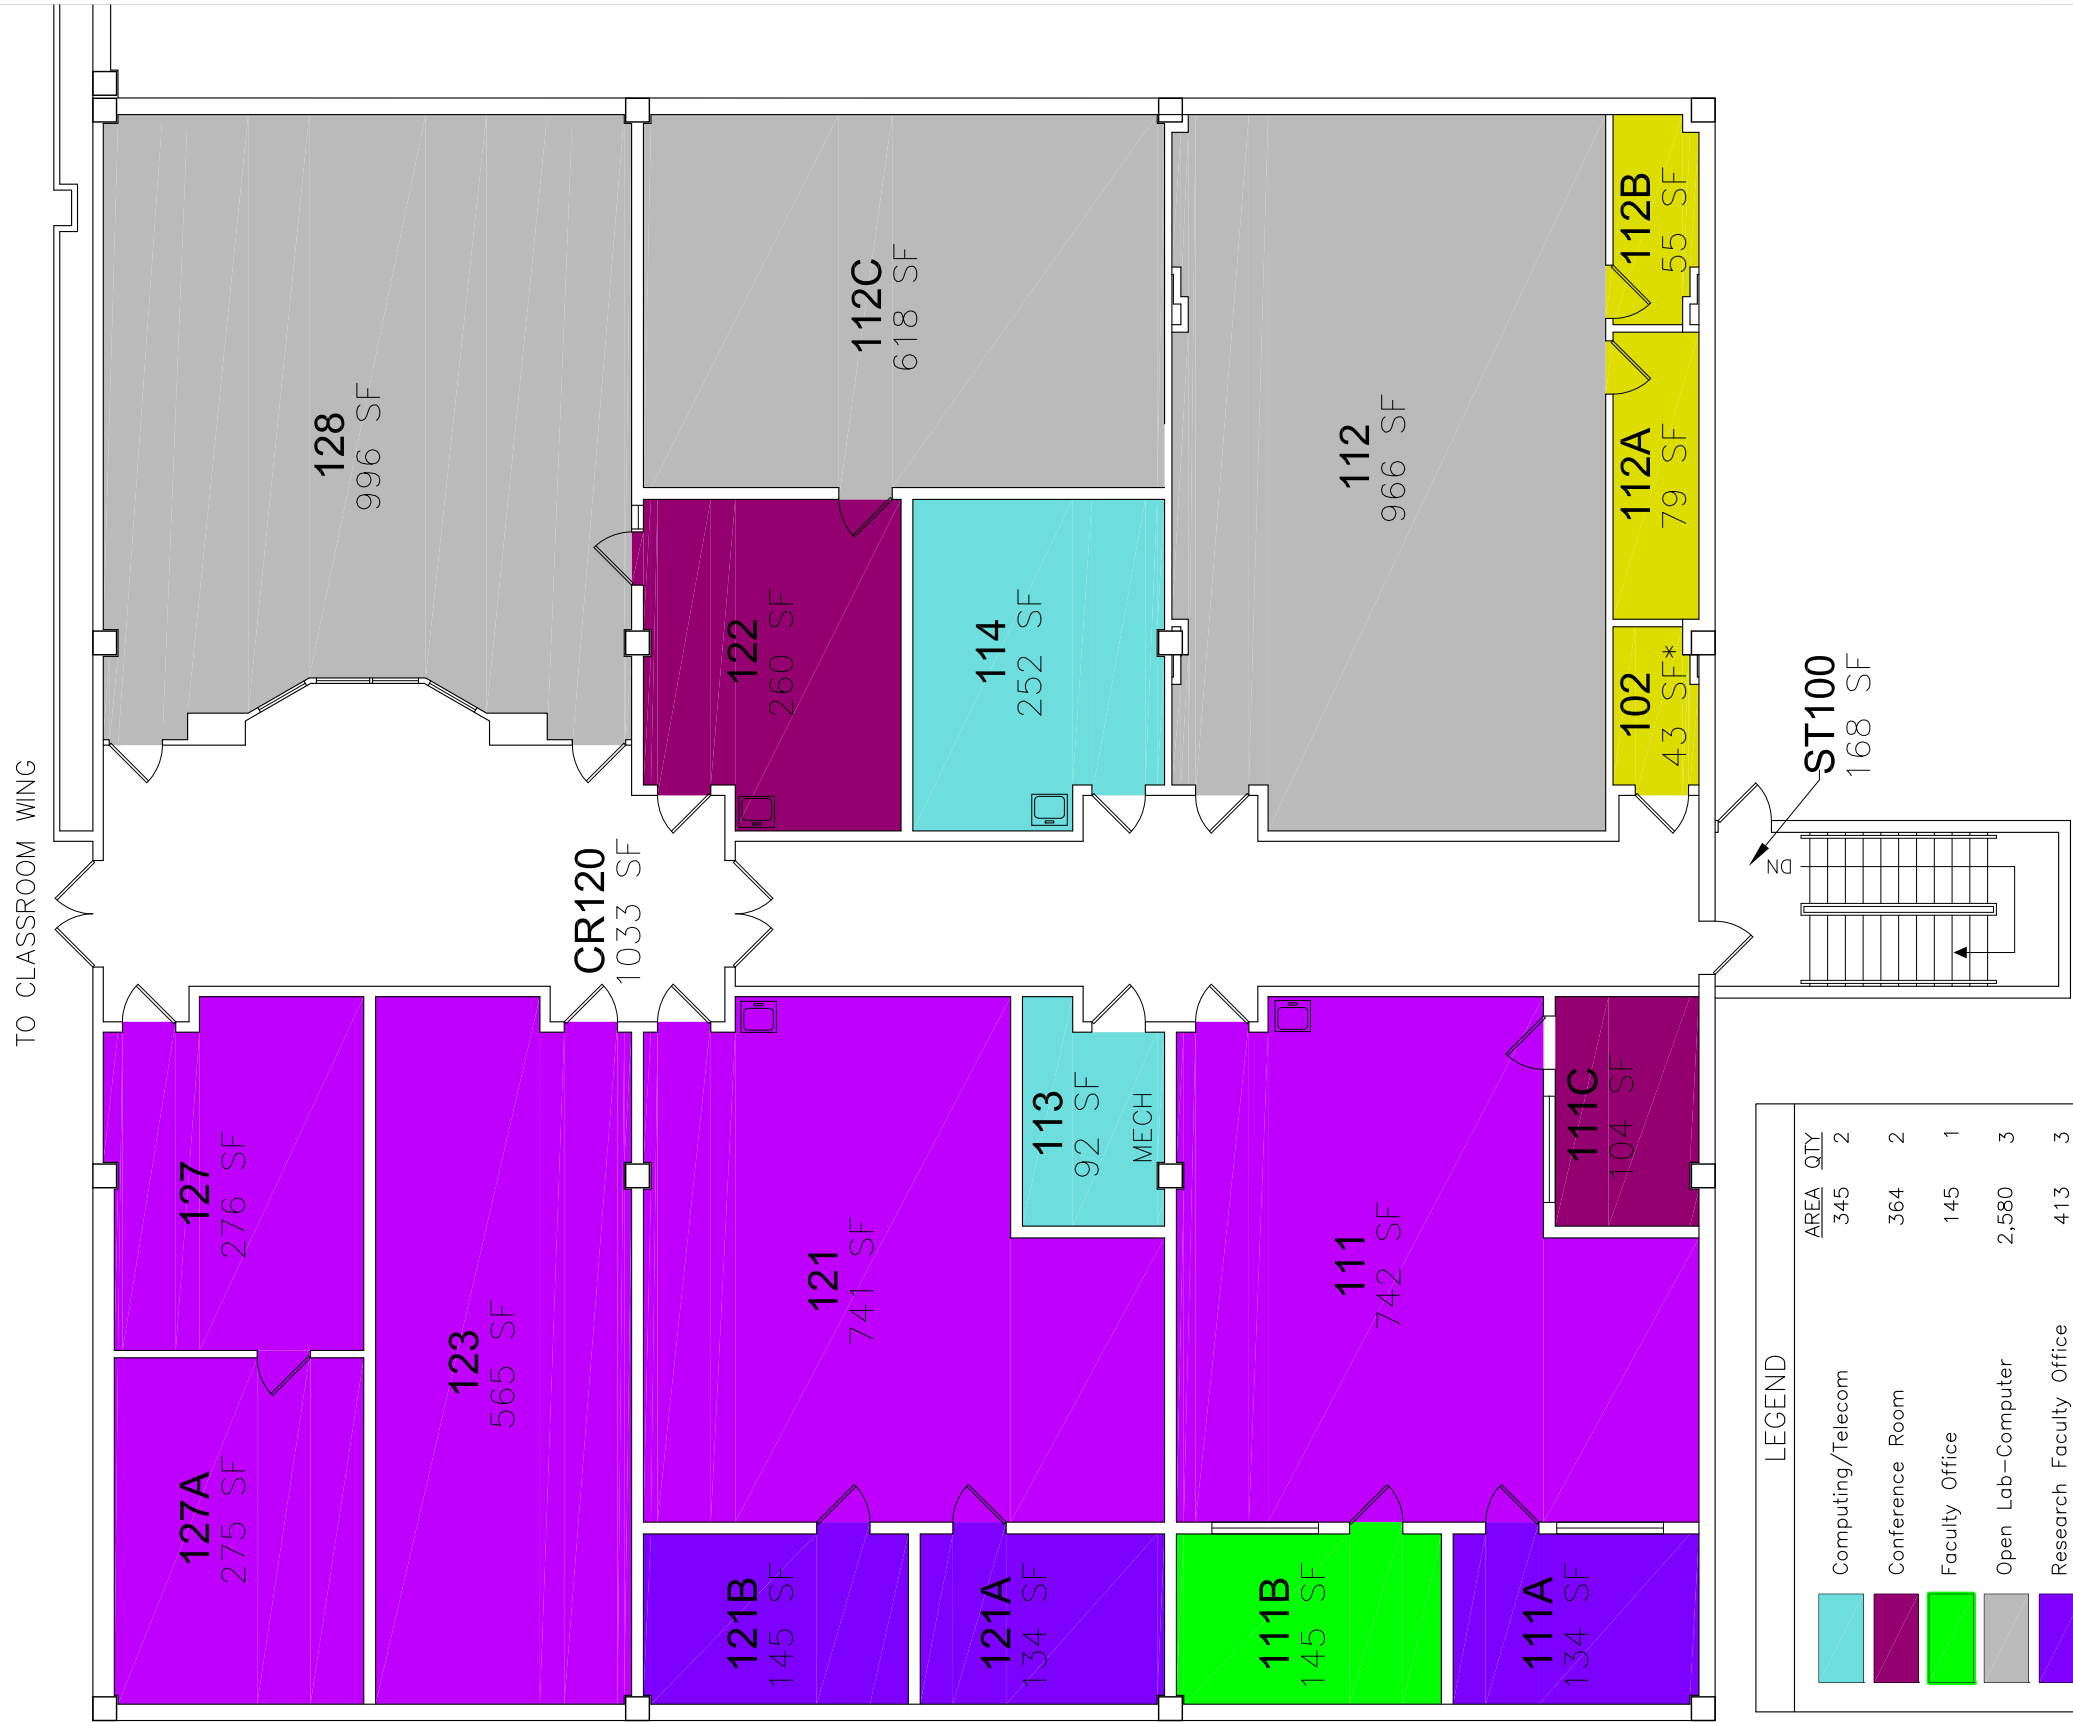 TO CLASSROOM WING
128
996 SF
112C
618 SF
112
966 SF
112B
55 SF
112A
79 SF
102
43 SF*
122
260 SF
114
252 SF
ST100
168 SF
DN
CR120
1033 SF
127
276 SF
127A
275 SF
123
565 SF
121
741 SF
113
92 SF
MECH
111
742 SF
111C
104 SF
121B
145 SF
121A
134 SF
111B
145 SF
111A
134 SF
LEGEND
AREA QTY
Computing/Telecom 345 2
Conference Room 364 2
Faculty Office 145 1
Open Lab-Computer 2,580 3
Research Faculty Office 413 3